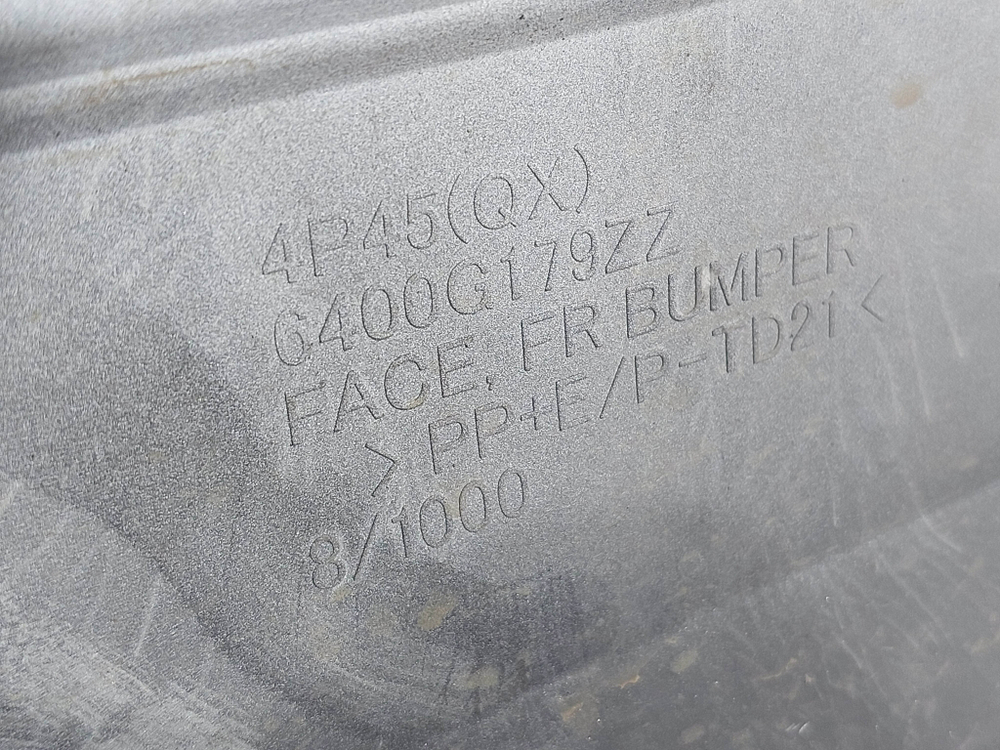 4P45(QX)
6400G179ZZ
FACE, FR BUMPER
>PP+E/P-TD21<
8/1000